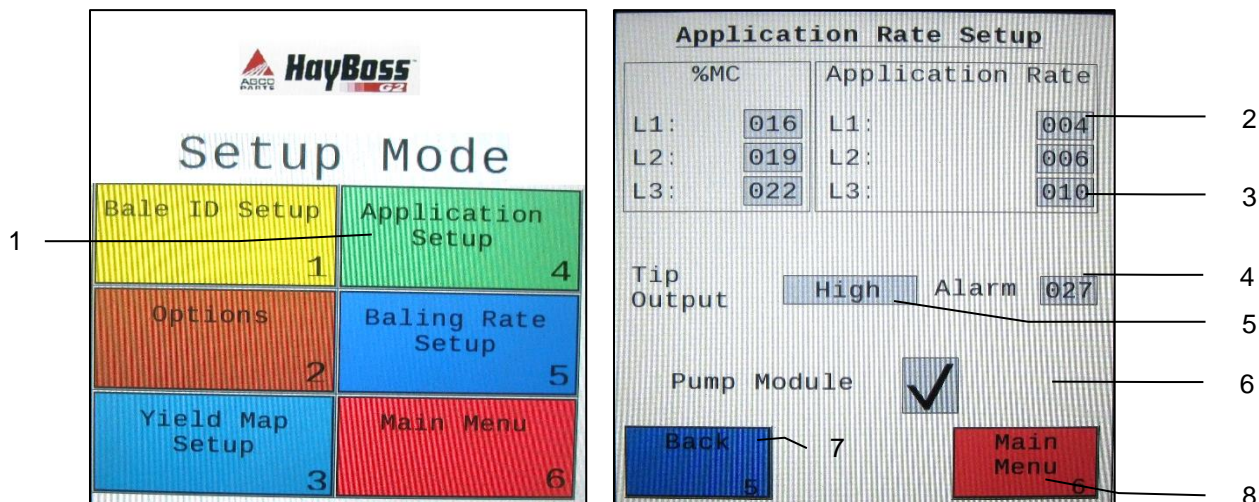 AGCO
PARTS
HayBoss
G2
Setup Mode
Bale ID Setup
1
Application
Setup
4
Options
2
Baling Rate
Setup
5
Yield Map
Setup
3
Main Menu
6
1
Application Rate Setup
%MC
Application Rate
L1: 016 L1: 004
L2: 019 L2: 006
L3: 022 L3: 010
Tip
Output
High
Alarm 027
Pump Module
Back
5
Main
Menu
6
2
3
4
5
6
7
8